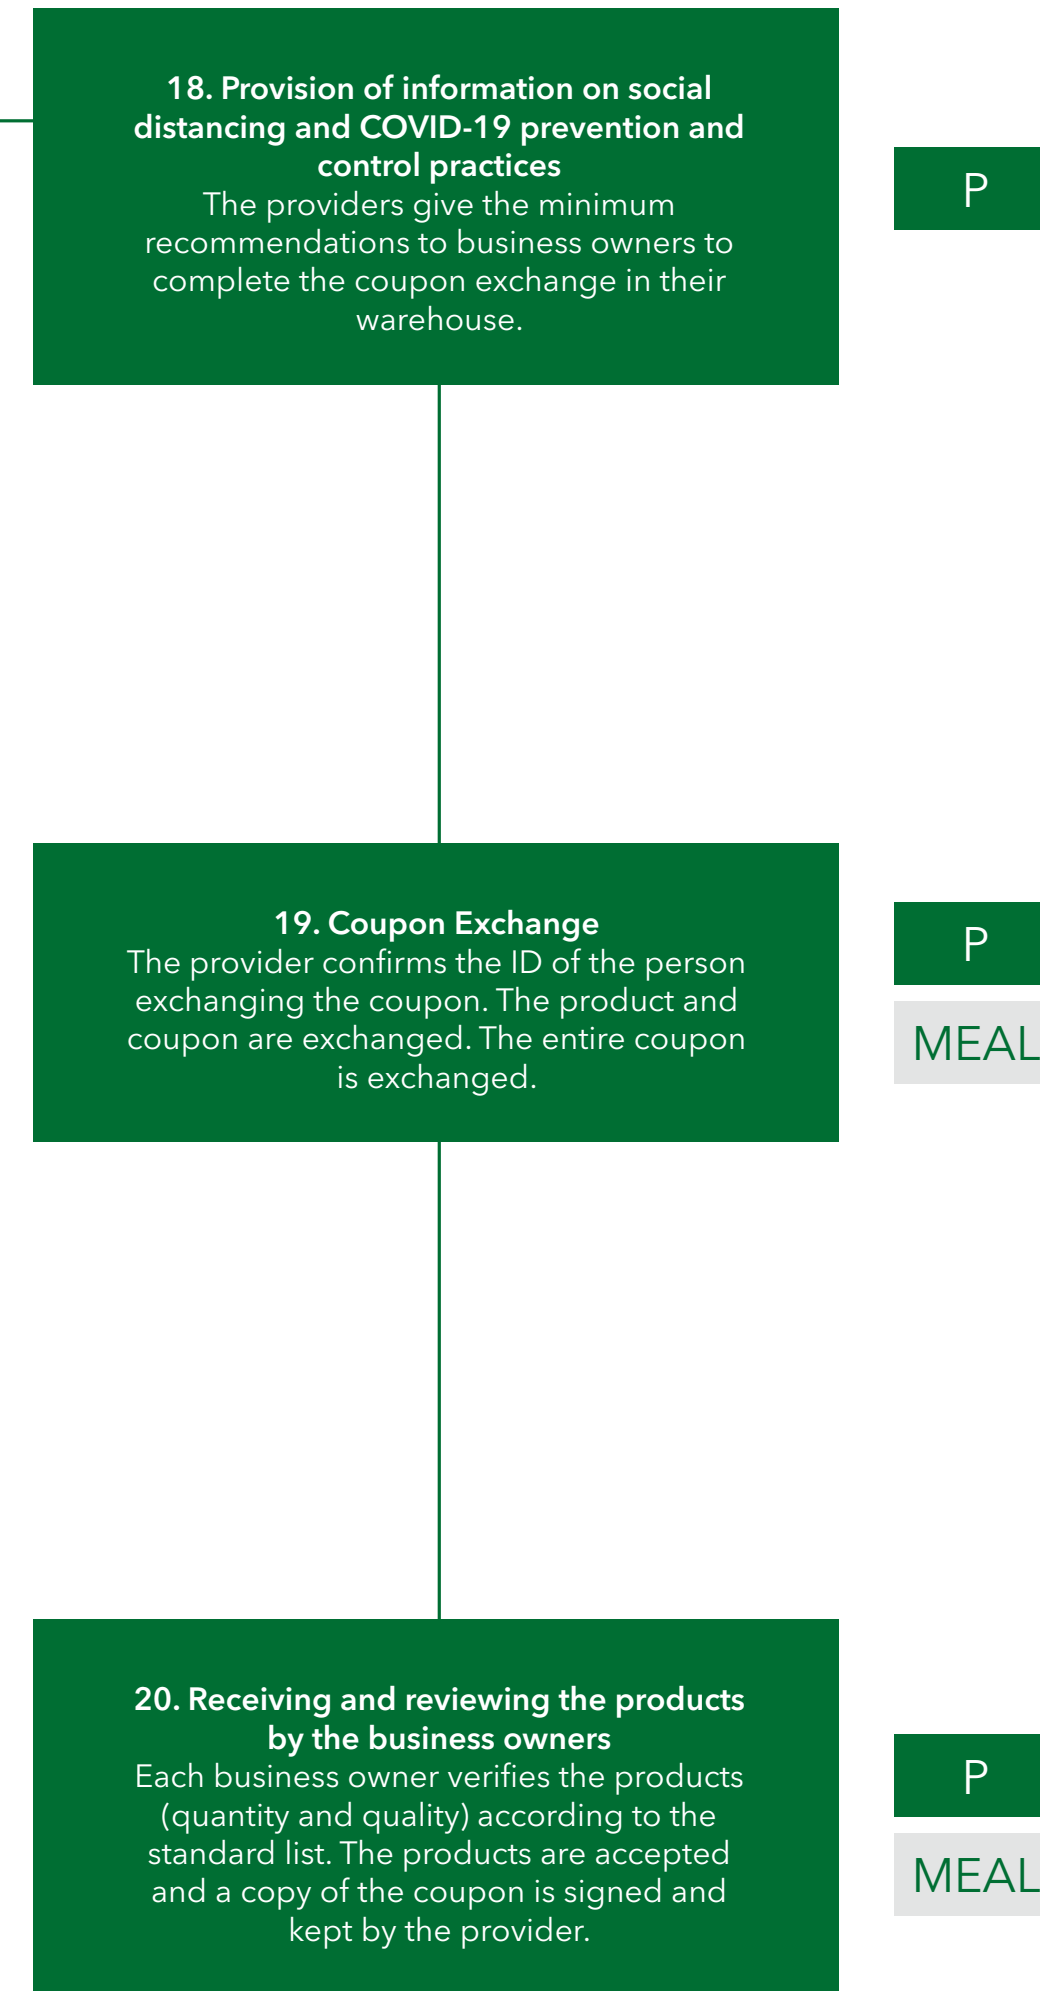 18. Provision of information on social
distancing and COVID-19 prevention and
control practices
The providers give the minimum
recommendations to business owners to
complete the coupon exchange in their
warehouse.
P
19. Coupon Exchange
The provider confirms the ID of the person
exchanging the coupon. The product and
coupon are exchanged. The entire coupon
is exchanged.
P
MEAL
20. Receiving and reviewing the products
by the business owners
Each business owner verifies the products
(quantity and quality) according to the
standard list. The products are accepted
and a copy of the coupon is signed and
kept by the provider.
P
MEAL